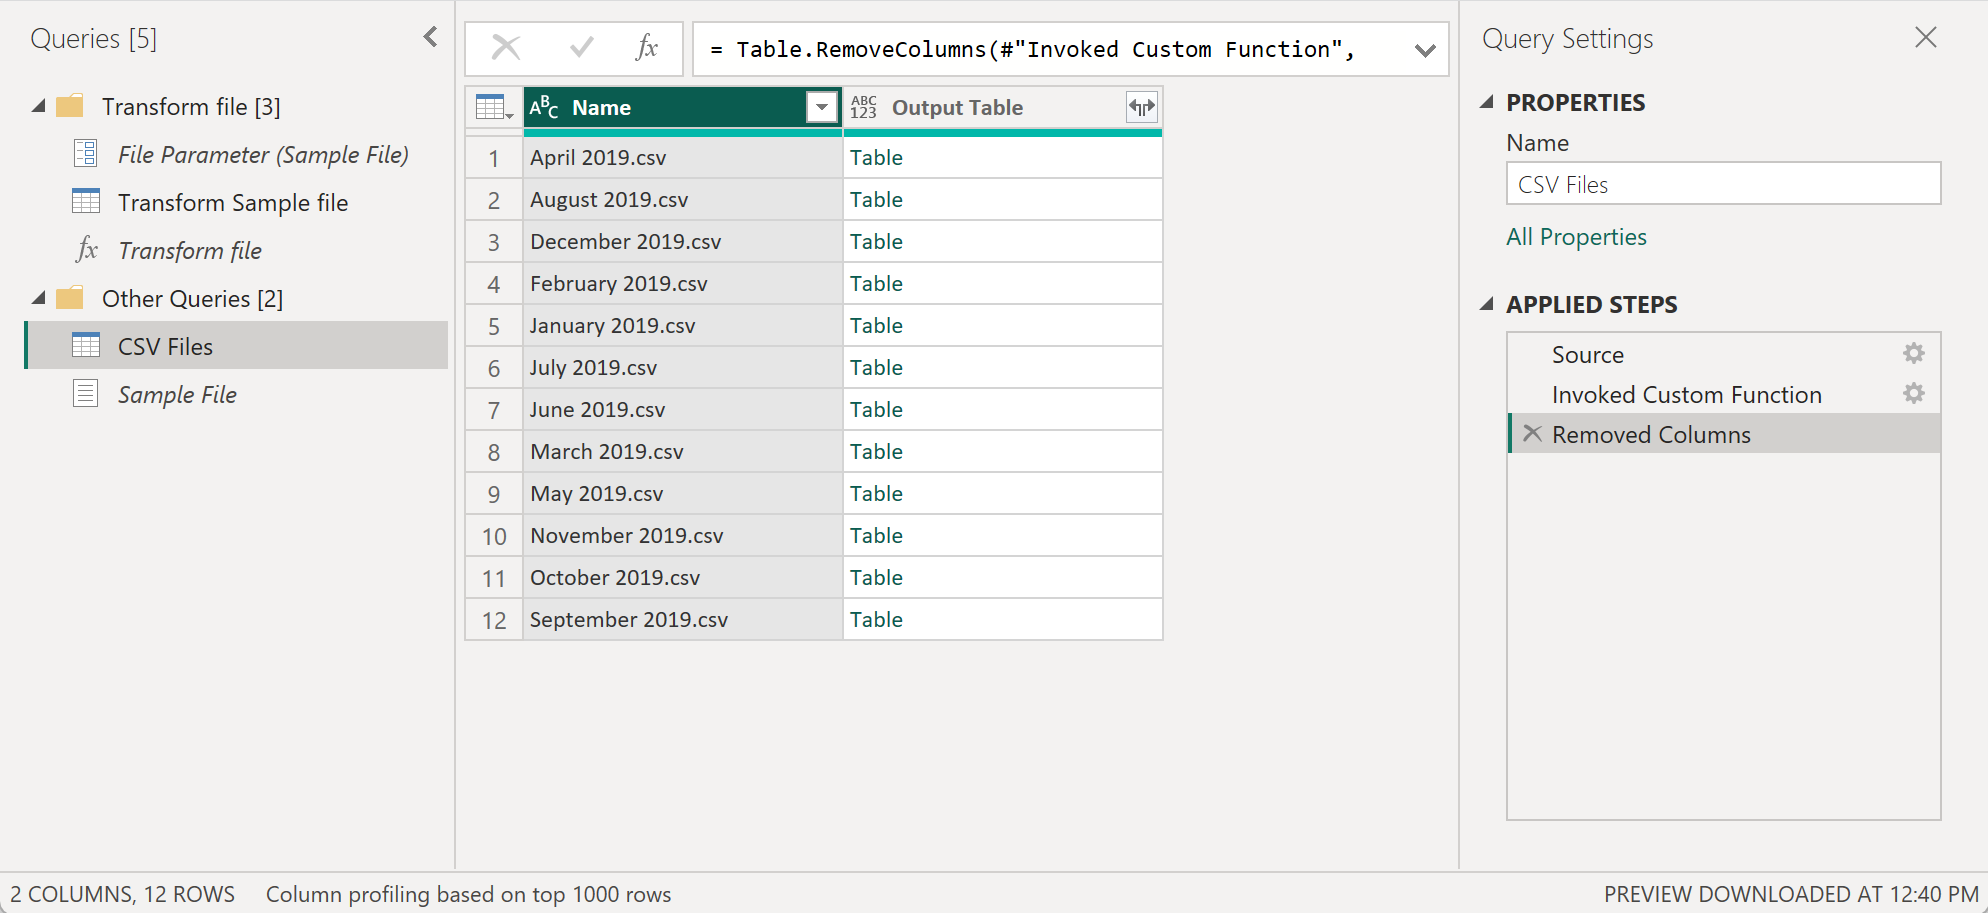 Queries [5]
Transform file [3]
File Parameter (Sample File)
Transform Sample file
fx Transform file
Other Queries [2]
CSV Files
Sample File
fx
= Table.RemoveColumns(#"Invoked Custom Function",
ABC Name
ABC 123 Output Table
1 April 2019.csv Table
2 August 2019.csv Table
3 December 2019.csv Table
4 February 2019.csv Table
5 January 2019.csv Table
6 July 2019.csv Table
7 June 2019.csv Table
8 March 2019.csv Table
9 May 2019.csv Table
10 November 2019.csv Table
11 October 2019.csv Table
12 September 2019.csv Table
Query Settings
PROPERTIES
Name
CSV Files
All Properties
APPLIED STEPS
Source
Invoked Custom Function
Removed Columns
2 COLUMNS, 12 ROWS Column profiling based on top 1000 rows
PREVIEW DOWNLOADED AT 12:40 PM